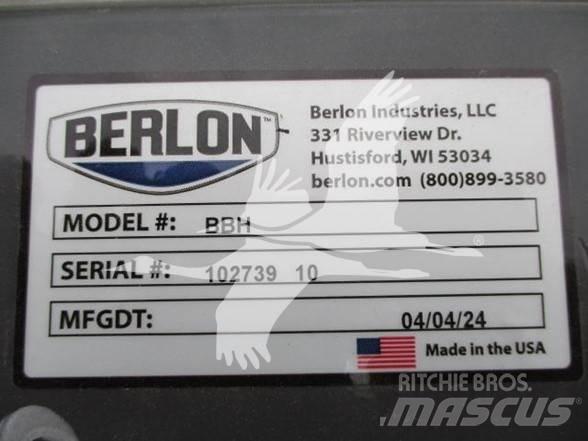 BERLON™
Berlon Industries, LLC
331 Riverview Dr.
Hustisford, WI 53034
berlon.com (800)899-3580
MODEL #: BBH
SERIAL #: 102739 10
MFGDT: 04/04/24
Made in the USA
RITCHIE BROS.
MASCUS